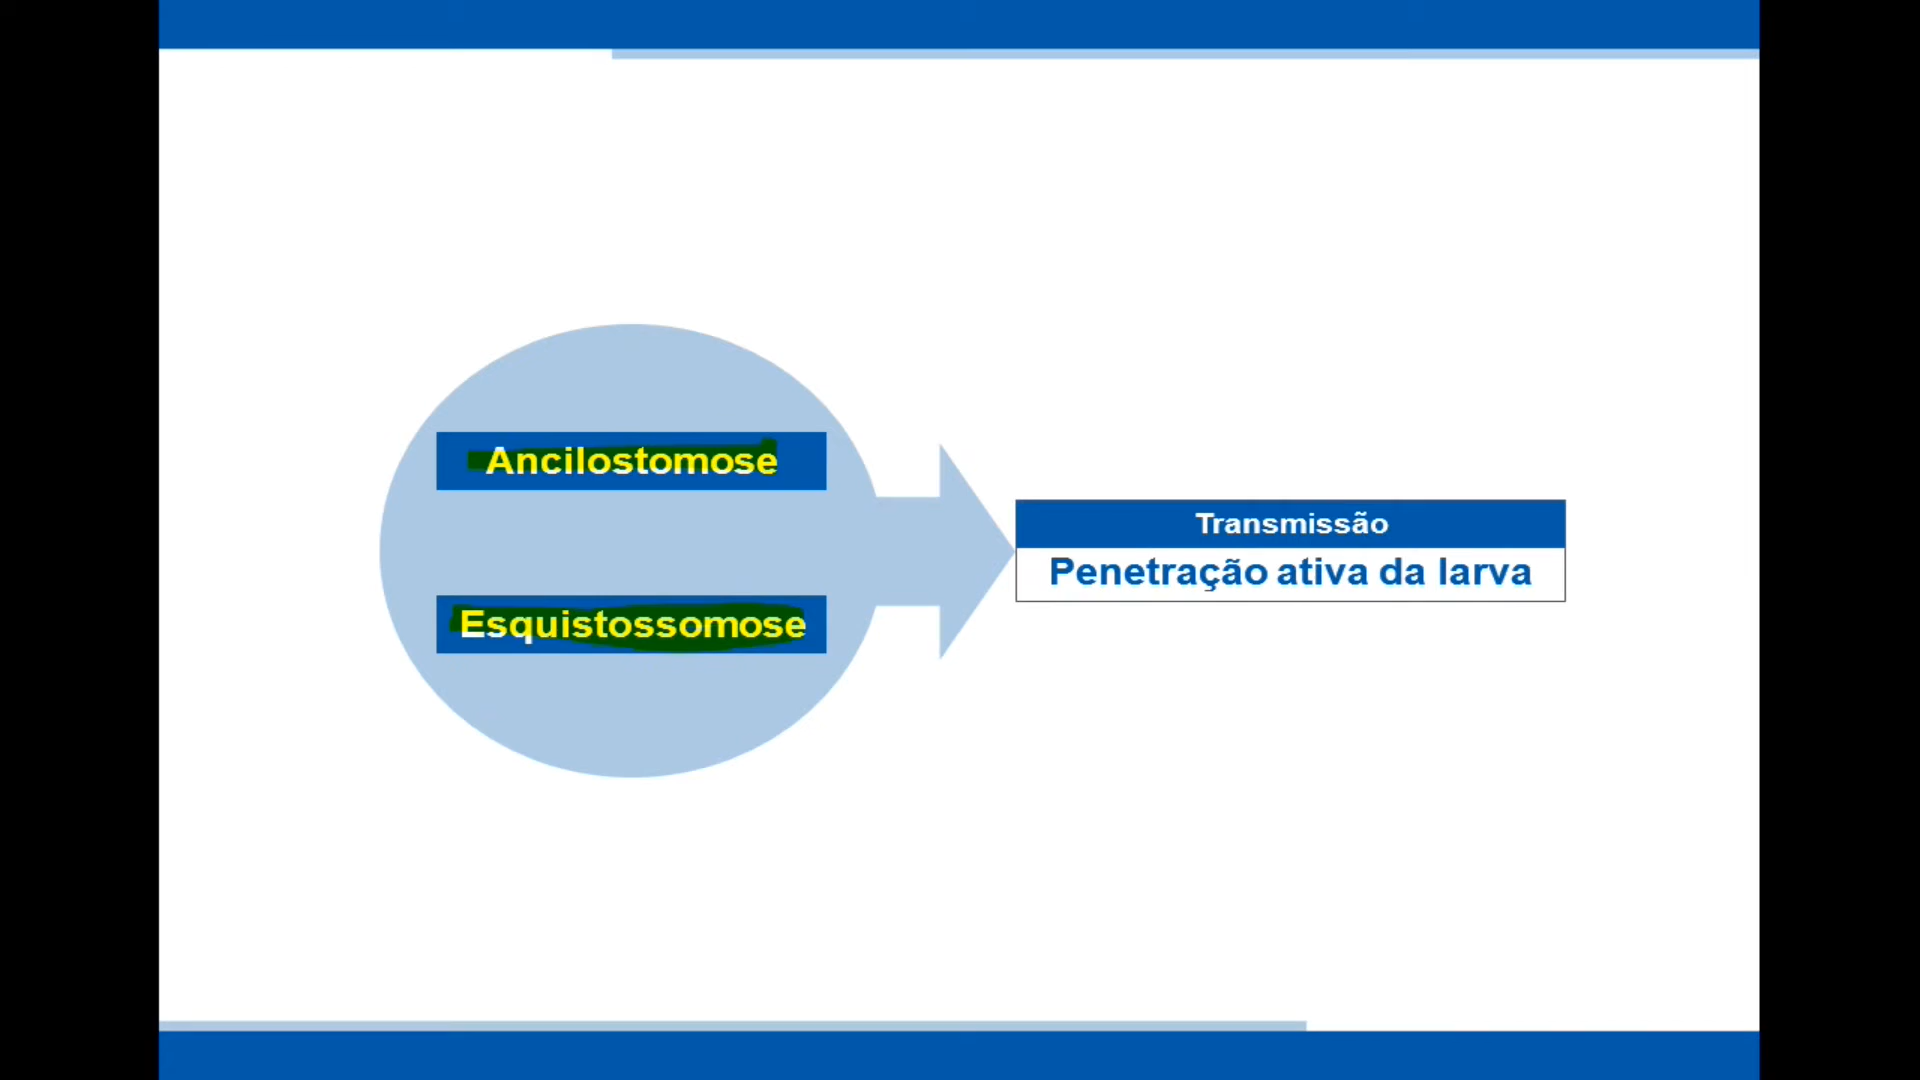 Ancilostomose
Esquistossomose
Transmissão
Penetração ativa da larva